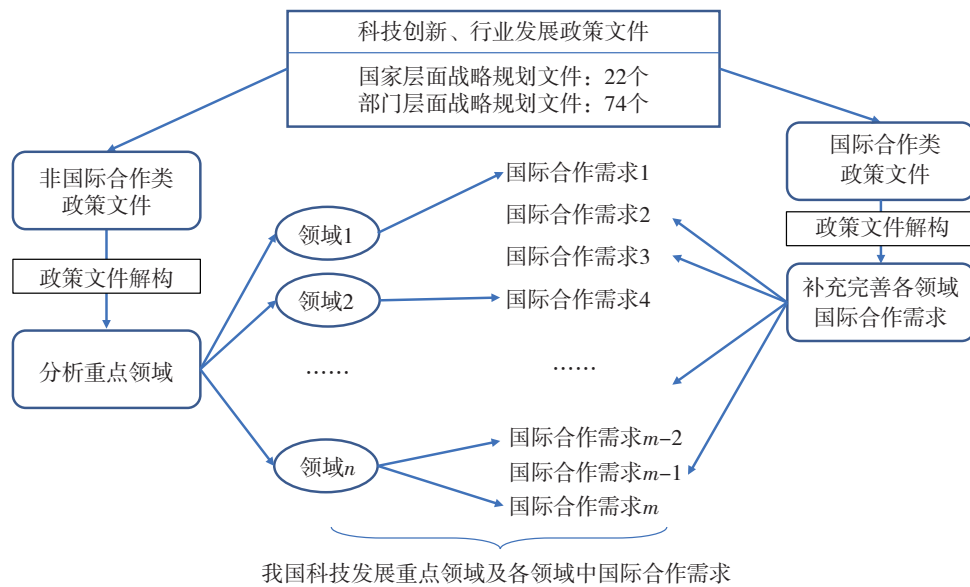 科技创新、行业发展政策文件
国家层面战略规划文件：22个
部门层面战略规划文件：74个
非国际合作类
政策文件
政策文件解构
分析重点领域
领域1
领域2
……
领域n
国际合作需求1
国际合作需求2
国际合作需求3
国际合作需求4
……
国际合作需求m-2
国际合作需求m-1
国际合作需求m
国际合作类
政策文件
政策文件解构
补充完善各领域
国际合作需求
我国科技发展重点领域及各领域中国际合作需求